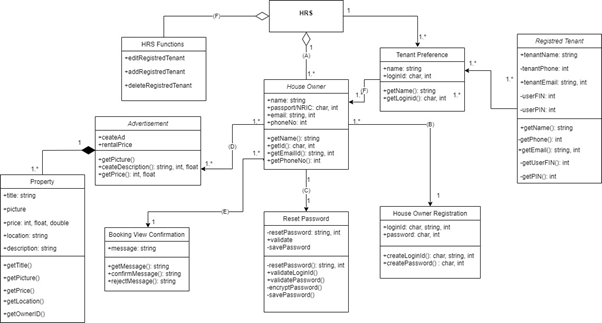 HRS
(F)
1
1
1
HRS Functions
+editRegistredTenant
+addRegistredTenant
+deleteRegistredTenant
(A)
1..*
1..*
Tenant Preference
+name: string
+loginId: char, int
+getName(): string
+getLoginid(): char, int
1..*
1..*
1..*
(F)
1..*
Registred Tenant
+tenantName: string
-tenantPhone: int
+tenantEmail: string, int
-userFIN: int
-userPIN: int
+getName(): string
-getPhone(): int
+getEmail(): string, int
-getUserFIN(): int
-getPIN(): int
House Owner
+name: string
+passport/NRIC: char, int
+email: string, int
+phoneNo: int
+getName(): string
+getId(): char, int
+getEmailId(): string, int
+getPhoneNo(): int
1..*
1..*
(B)
(D)
1..*
1..*
Advertisement
+ceateAd
+rentalPrice
+getPicture()
+ceateDescription(): string, int, float
+getPrice(): int, float
1
1..*
Property
+title: string
+picture
+price: int, float, double
+location: string
+description: string;
+getTitle()
+getPicture()
+getPrice()
+getLocation()
+getOwnerID()
(E)
1
Booking View Confirmation
+message: string
+getMessage(): string
+confirmMessage(): string
+rejectMessage(): string
(C)
1
1
Reset Password
-resetPassword: string, int
+validate
-savePassword
-resetPassword(): string, int
+validateLoginId()
+validatePassword()
-encryptPassword()
-savePassword()
1
House Owner Registration
+loginId: char, string, int
+password: char, int
+createLoginId(): char, string, int
+createPassword() : char, int